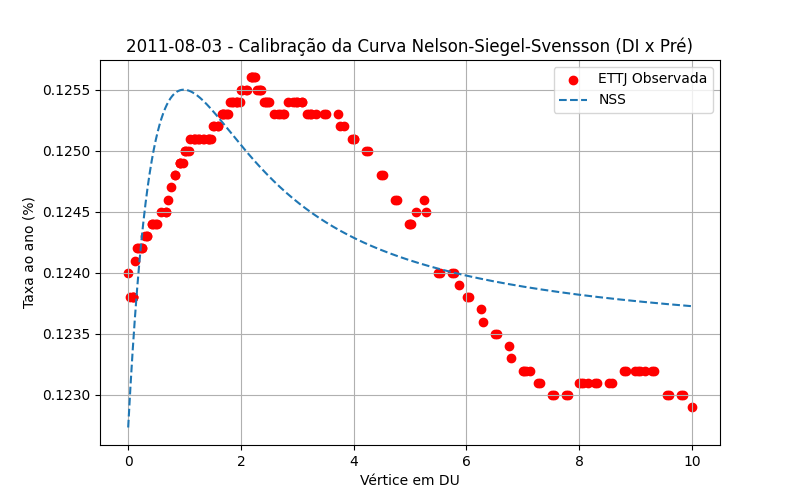 2011-08-03 - Calibração da Curva Nelson-Siegel-Svensson (DI x Pré)
ETTJ Observada
NSS
Taxa ao ano (%)
0.1255
0.1250
0.1245
0.1240
0.1235
0.1230
0 2 4 6 8 10
Vértice em DU